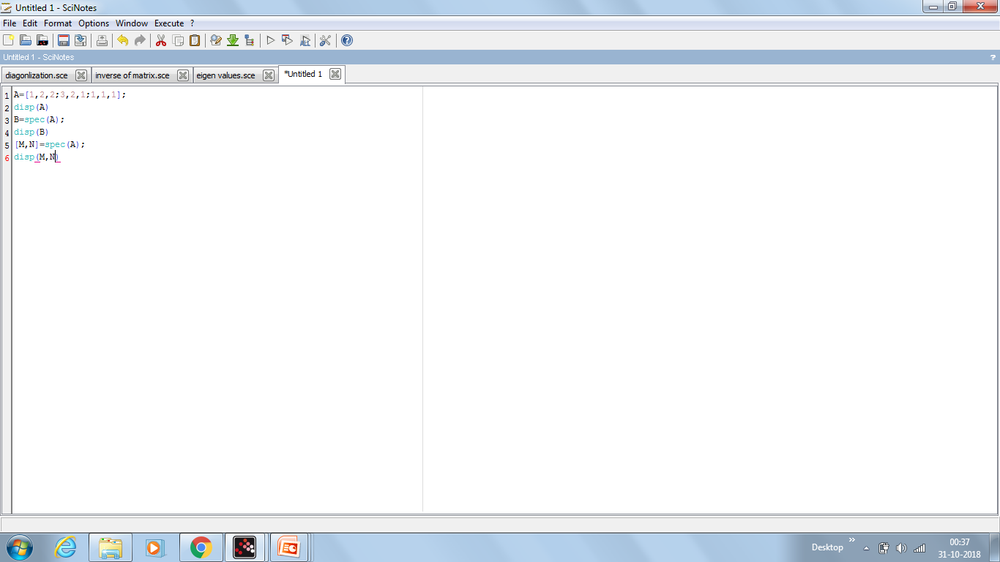 Untitled 1 - SciNotes
File Edit Format Options Window Execute ?
Untitled 1 - SciNotes ?
diagonlization.sce inverse of matrix.sce eigen values.sce *Untitled 1
1 A=[1,2,2;3,2,1;1,1,1];
2 disp(A)
3 B=spec(A);
4 disp(B)
5 [M,N]=spec(A);
6 disp(M,N)
Desktop » 00:37
31-10-2018